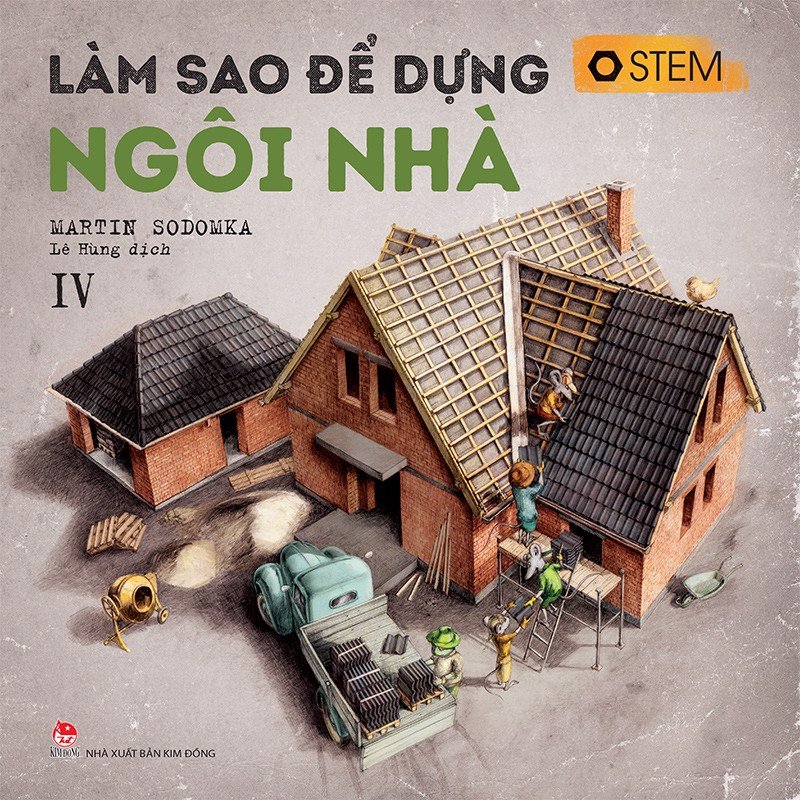 LÀM SAO ĐỂ DỰNG
STEM
NGÔI NHÀ
MARTIN SODOMKA
Lê Hùng dịch
IV
KIM ĐỒNG
NHÀ XUẤT BẢN KIM ĐỒNG